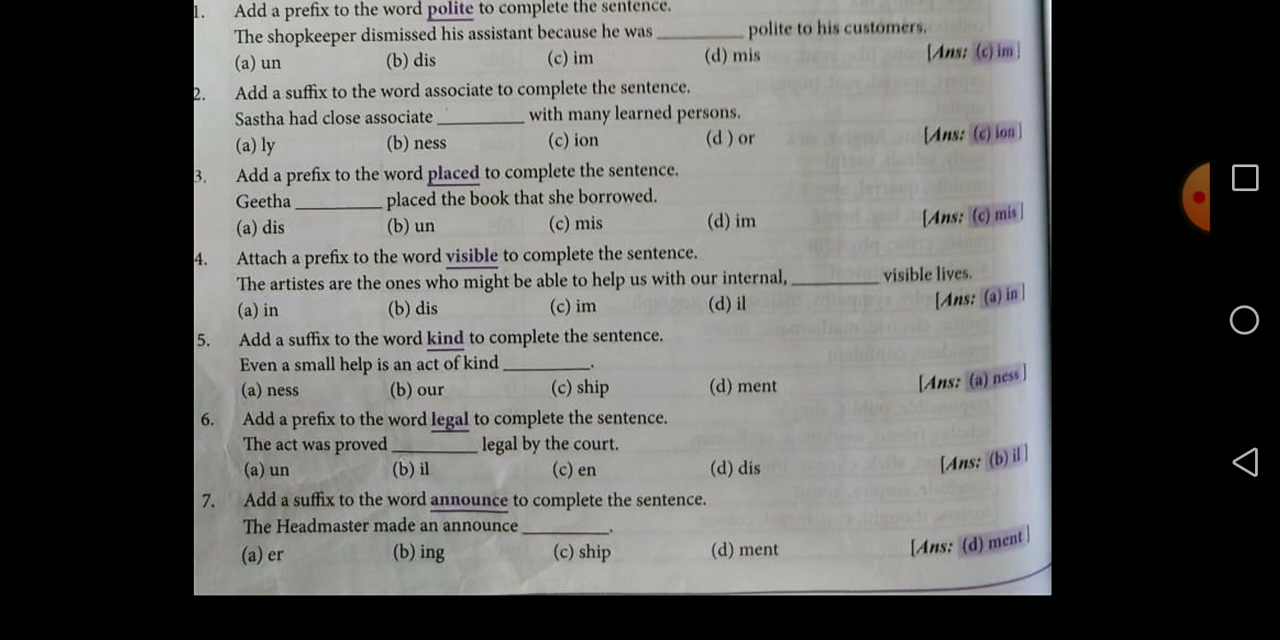 1. Add a prefix to the word polite to complete the sentence.
The shopkeeper dismissed his assistant because he was ________ polite to his customers.
(a) un (b) dis (c) im (d) mis [Ans: (c) im]
2. Add a suffix to the word associate to complete the sentence.
Sastha had close associate ________ with many learned persons.
(a) ly (b) ness (c) ion (d ) or [Ans: (c) ion]
3. Add a prefix to the word placed to complete the sentence.
Geetha ________ placed the book that she borrowed.
(a) dis (b) un (c) mis (d) im [Ans: (c) mis]
4. Attach a prefix to the word visible to complete the sentence.
The artistes are the ones who might be able to help us with our internal, ________ visible lives.
(a) in (b) dis (c) im (d) il [Ans: (a) in]
5. Add a suffix to the word kind to complete the sentence.
Even a small help is an act of kind ________.
(a) ness (b) our (c) ship (d) ment [Ans: (a) ness]
6. Add a prefix to the word legal to complete the sentence.
The act was proved ________ legal by the court.
(a) un (b) il (c) en (d) dis [Ans: (b) il]
7. Add a suffix to the word announce to complete the sentence.
The Headmaster made an announce ________.
(a) er (b) ing (c) ship (d) ment [Ans: (d) ment]